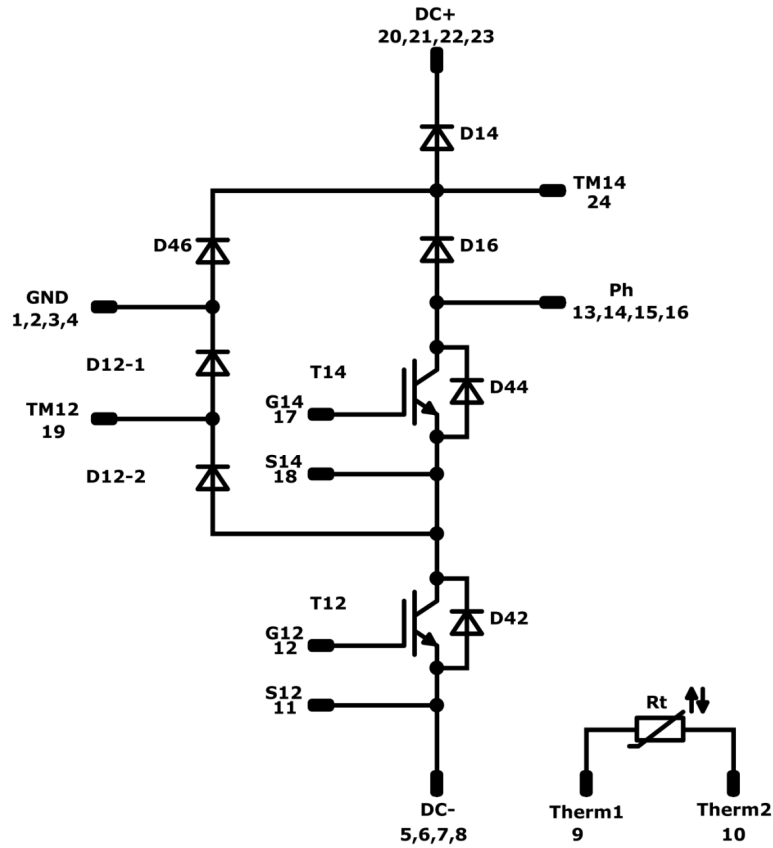 DC+
20,21,22,23
D14
TM14
24
D46
D16
GND
1,2,3,4
Ph
13,14,15,16
D12-1
T14
D44
G14
17
TM12
19
S14
18
D12-2
T12
D42
G12
12
S12
11
Rt
DC-
5,6,7,8
Therm1
9
Therm2
10